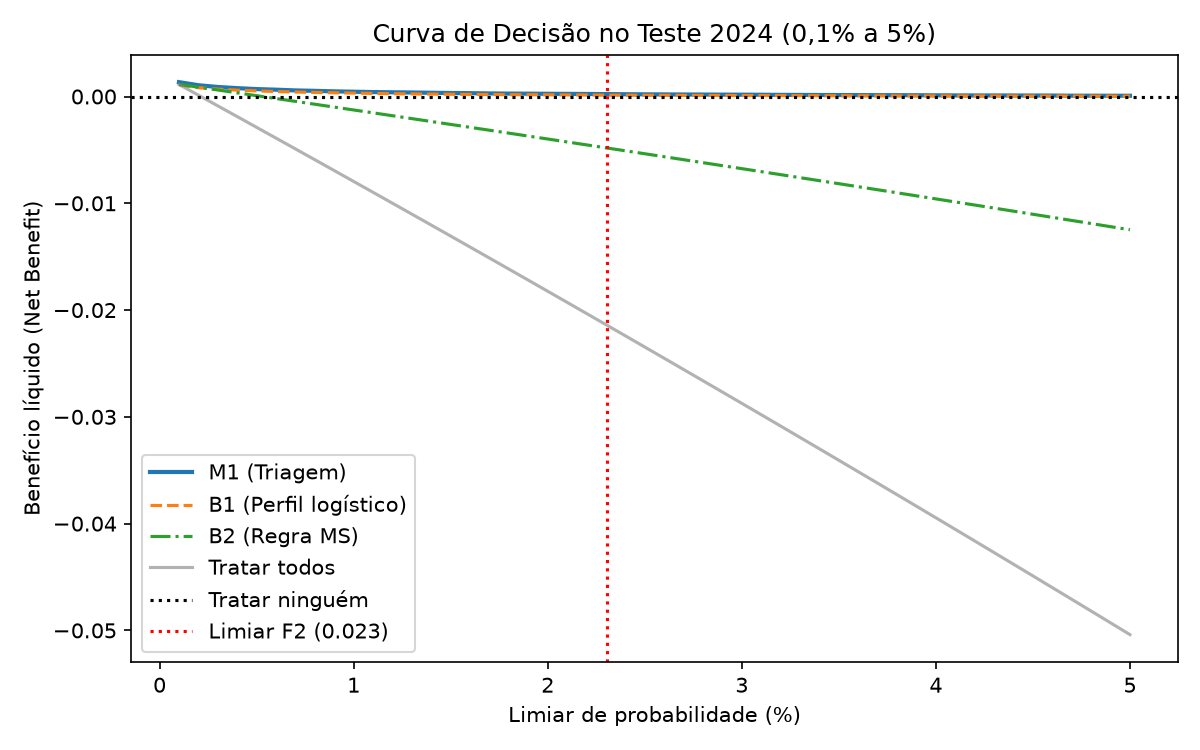 Curva de Decisão no Teste 2024 (0,1% a 5%)
Benefício líquido (Net Benefit)
0.00
−0.01
−0.02
−0.03
−0.04
−0.05
M1 (Triagem)
B1 (Perfil logístico)
B2 (Regra MS)
Tratar todos
Tratar ninguém
Limiar F2 (0.023)
0 1 2 3 4 5
Limiar de probabilidade (%)